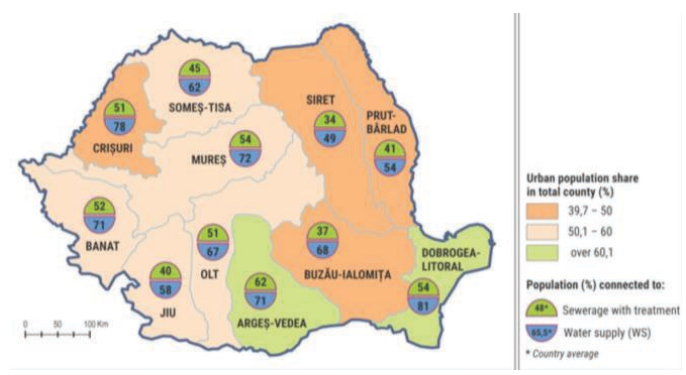 45
62
SOMEȘ-TISA
51
78
CRIȘURI
SIRET
34
49
PRUT-
BÂRLAD
41
54
54
72
MUREȘ
52
71
BANAT
51
67
OLT
40
58
JIU
62
71
ARGEȘ-VEDEA
37
68
BUZĂU-IALOMIȚA
DOBROGEA-
LITORAL
54
81
0 50 100 Km
Urban population share
in total county (%)
39,7 – 50
50,1 – 60
over 60,1
Population (%) connected to:
48* Sewerage with treatment
65,5* Water supply (WS)
* Country average